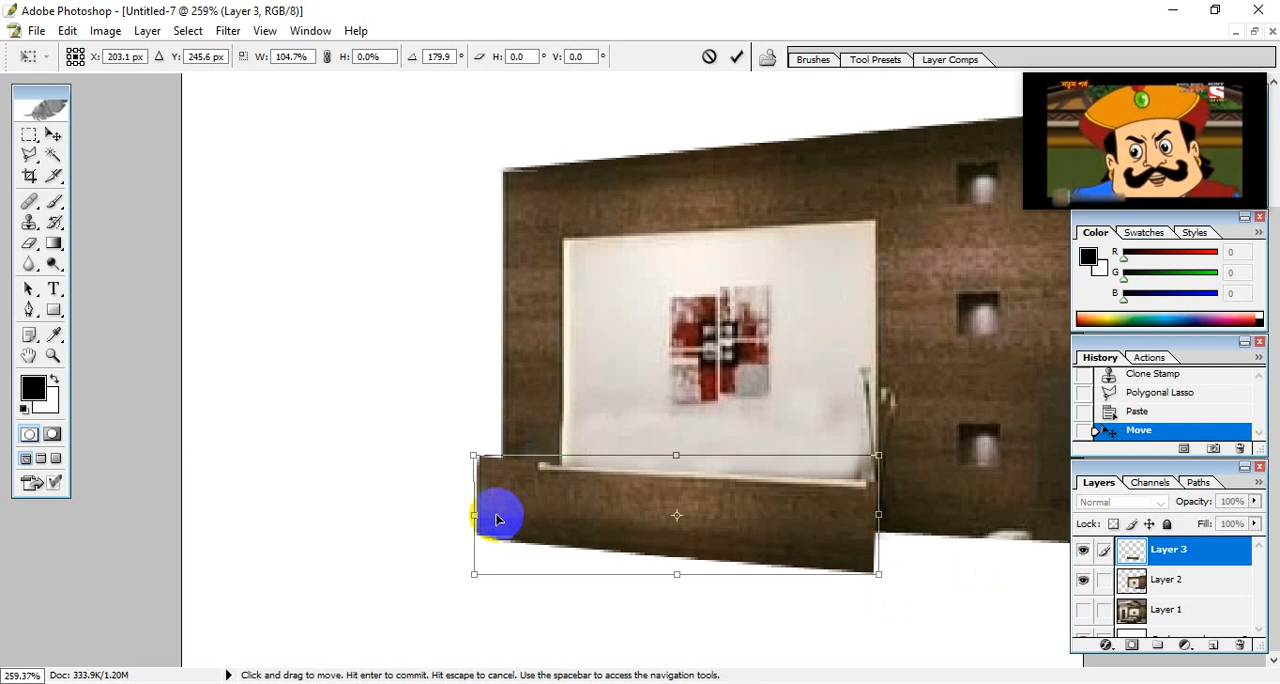 Adobe Photoshop - [Untitled-7 @ 259% (Layer 3, RGB/8)]
File Edit Image Layer Select Filter View Window Help
X: 203.1 px Δ Y: 245.6 px W: 104.7% H: 0.0% 179.9 ° H: 0.0 ° V: 0.0 °
Brushes Tool Presets Layer Comps
নতুন পর্ব
S
Color Swatches Styles
R 0
G 0
B 0
T
History Actions
Clone Stamp
Polygonal Lasso
Paste
Move
Layers Channels Paths
Normal Opacity: 100%
Lock: Fill: 100%
Layer 3
Layer 2
Layer 1
259.37% Doc: 333.9K/1.20M Click and drag to move. Hit enter to commit. Hit escape to cancel. Use the spacebar to access the navigation tools.